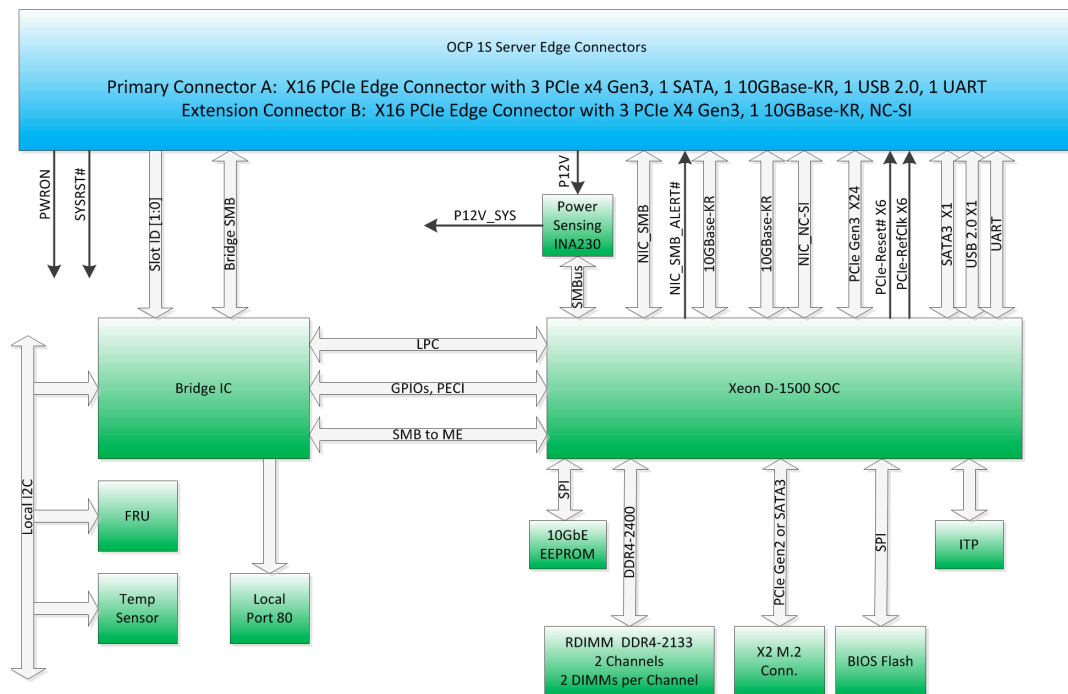 OCP 1S Server Edge Connectors
Primary Connector A: X16 PCIe Edge Connector with 3 PCIe x4 Gen3, 1 SATA, 1 10GBase-KR, 1 USB 2.0, 1 UART
Extension Connector B: X16 PCIe Edge Connector with 3 PCIe X4 Gen3, 1 10GBase-KR, NC-SI
PWRON
SYSRST#
Slot ID [1:0]
Bridge SMB
P12V
P12V_SYS
Power
Sensing
INA230
SMBus
NIC_SMB
NIC_SMB_ALERT#
10GBase-KR
10GBase-KR
NIC_NC-SI
PCIe Gen3 X24
PCIe-Reset# X6
PCIe-RefClk X6
SATA3 X1
USB 2.0 X1
UART
Bridge IC
LPC
GPIOs, PECI
SMB to ME
Xeon D-1500 SOC
Local I2C
FRU
Temp
Sensor
Local
Port 80
SPI
10GbE
EEPROM
DDR4-2400
RDIMM DDR4-2133
2 Channels
2 DIMMs per Channel
PCIe Gen2 or SATA3
X2 M.2
Conn.
SPI
BIOS Flash
ITP